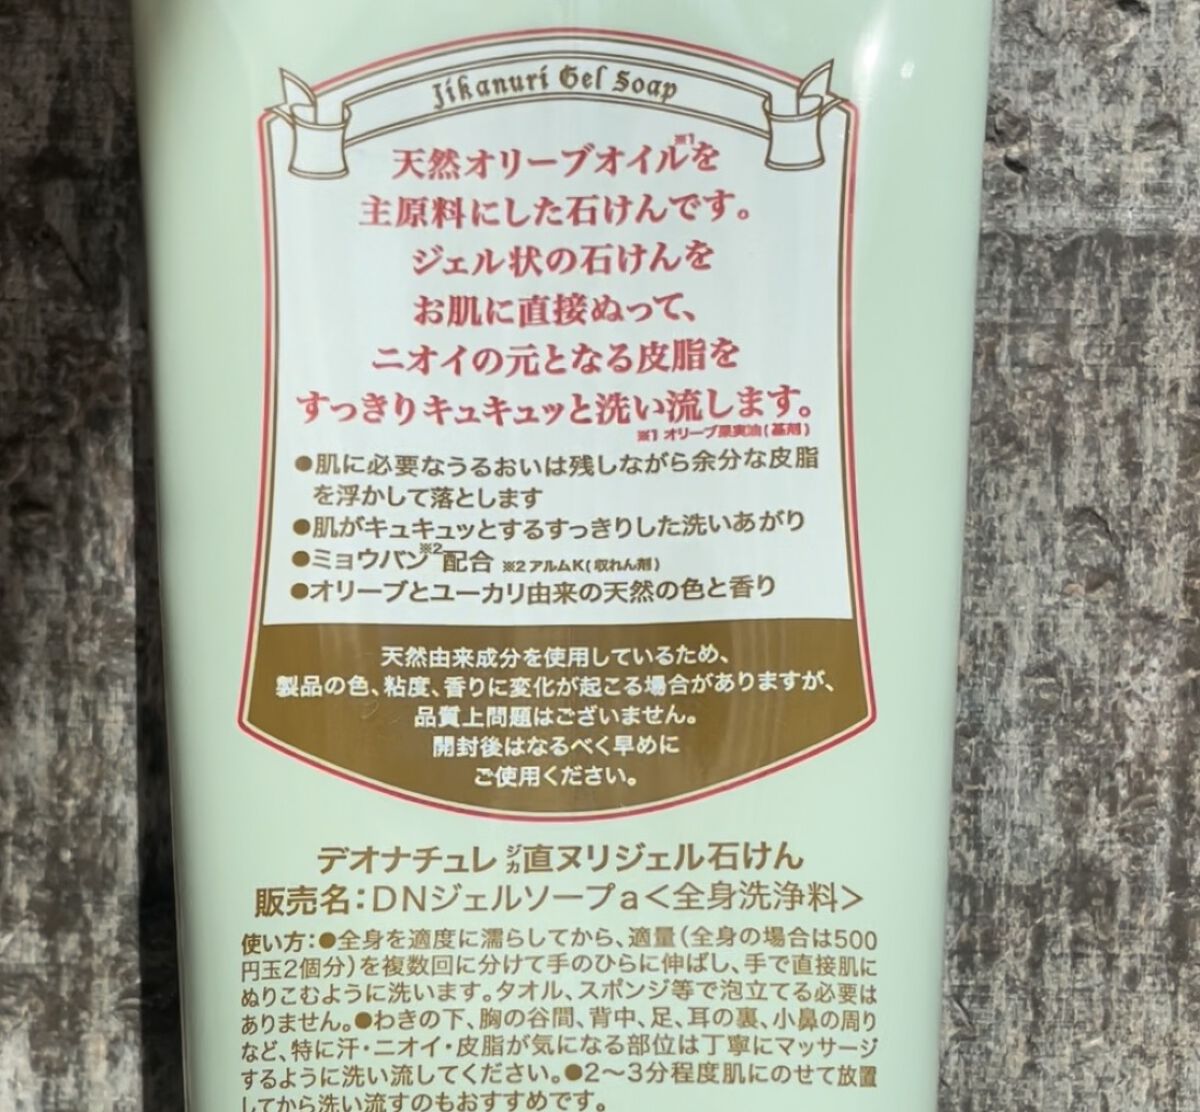 Jikanuri Gel Soap
天然オリーブオイル※1を
主原料にした石けんです。
ジェル状の石けんを
お肌に直接ぬって、
ニオイの元となる皮脂を
すっきりキュキュッと洗い流します。
※1 オリーブ果実油(基剤)
●肌に必要なうるおいは残しながら余分な皮脂
を浮かして落とします
●肌がキュキュッとするすっきりした洗いあがり
●ミョウバン※2配合 ※2 アルムK(収れん剤)
●オリーブとユーカリ由来の天然の色と香り
天然由来成分を使用しているため、
製品の色、粘度、香りに変化が起こる場合がありますが、
品質上問題はございません。
開封後はなるべく早めに
ご使用ください。
デオナチュレ ジカ直ヌリジェル石けん
販売名：DNジェルソープa＜全身洗浄料＞
使い方：●全身を適度に濡らしてから、適量(全身の場合は500
円玉2個分)を複数回に分けて手のひらに伸ばし、手で直接肌に
ぬりこむように洗います。タオル、スポンジ等で泡立てる必要は
ありません。●わきの下、胸の谷間、背中、足、耳の裏、小鼻の周り
など、特に汗・ニオイ・皮脂が気になる部位は丁寧にマッサージ
するように洗い流してください。●2～3分程度肌にのせて放置
してから洗い流すのもおすすめです。